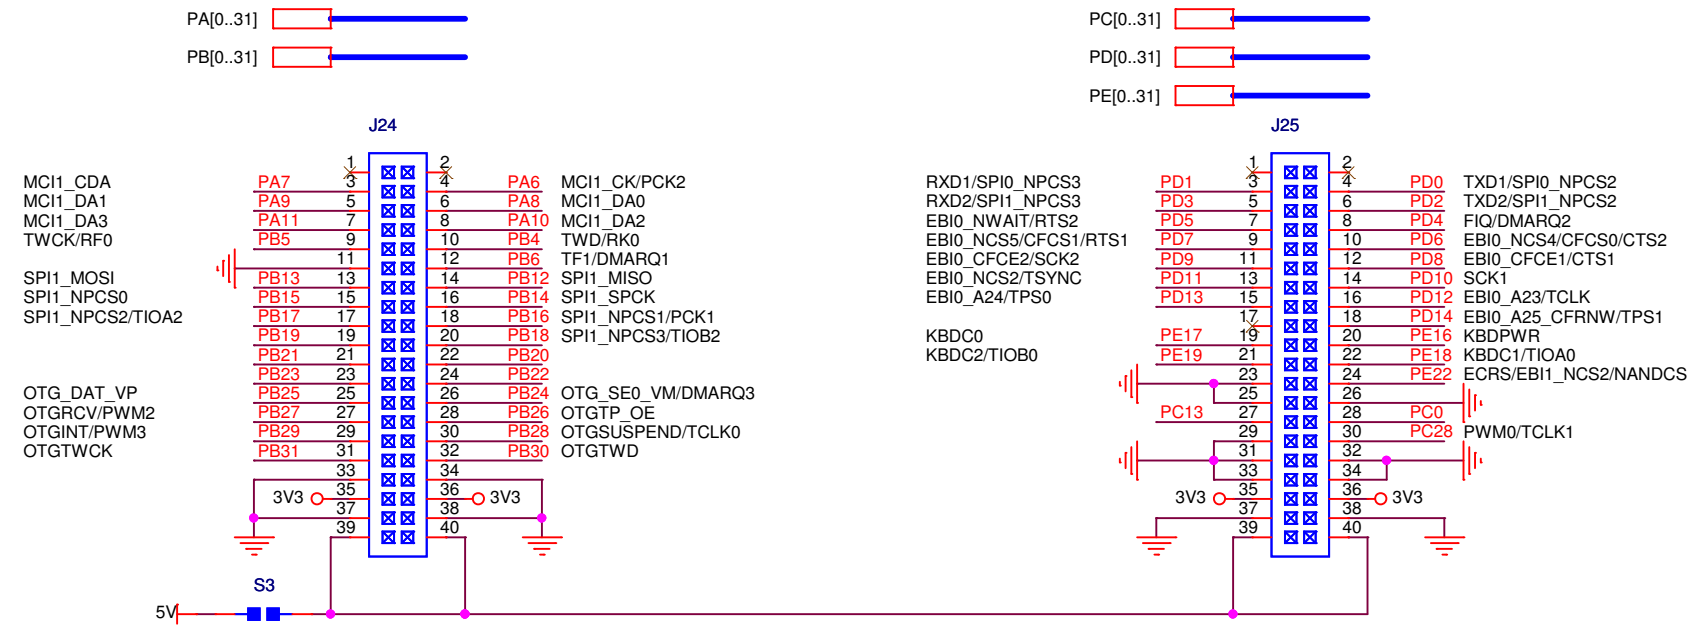 PA[0..31] PC[0..31]
PB[0..31] PD[0..31]
PE[0..31]
J24 J25
1 2 1 2
MCI1_CDA PA7 3 4 PA6 MCI1_CK/PCK2 RXD1/SPI0_NPCS3 PD1 3 4 PD0 TXD1/SPI0_NPCS2
MCI1_DA1 PA9 5 6 PA8 MCI1_DA0 RXD2/SPI1_NPCS3 PD3 5 6 PD2 TXD2/SPI1_NPCS2
MCI1_DA3 PA11 7 8 PA10 MCI1_DA2 EBI0_NWAIT/RTS2 PD5 7 8 PD4 FIQ/DMARQ2
TWCK/RF0 PB5 9 10 PB4 TWD/RK0 EBI0_NCS5/CFCS1/RTS1 PD7 9 10 PD6 EBI0_NCS4/CFCS0/CTS2
11 12 PB6 TF1/DMARQ1 EBI0_CFCE2/SCK2 PD9 11 12 PD8 EBI0_CFCE1/CTS1
SPI1_MOSI PB13 13 14 PB12 SPI1_MISO EBI0_NCS2/TSYNC PD11 13 14 PD10 SCK1
SPI1_NPCS0 PB15 15 16 PB14 SPI1_SPCK EBI0_A24/TPS0 PD13 15 16 PD12 EBI0_A23/TCLK
SPI1_NPCS2/TIOA2 PB17 17 18 PB16 SPI1_NPCS1/PCK1 17 18 PD14 EBI0_A25_CFRNW/TPS1
PB19 19 20 PB18 SPI1_NPCS3/TIOB2 KBDC0 PE17 19 20 PE16 KBDPWR
PB21 21 22 PB20 KBDC2/TIOB0 PE19 21 22 PE18 KBDC1/TIOA0
PB23 23 24 PB22 23 24 PE22 ECRS/EBI1_NCS2/NANDCS
OTG_DAT_VP PB25 25 26 PB24 OTG_SE0_VM/DMARQ3 25 26
OTGRCV/PWM2 PB27 27 28 PB26 OTGTP_OE PC13 27 28 PC0
OTGINT/PWM3 PB29 29 30 PB28 OTGSUSPEND/TCLK0 29 30 PC28 PWM0/TCLK1
OTGTWCK PB31 31 32 PB30 OTGTWD 31 32
33 34 33 34
3V3 35 36 3V3 3V3 35 36 3V3
37 38 37 38
39 40 39 40
S3
5V